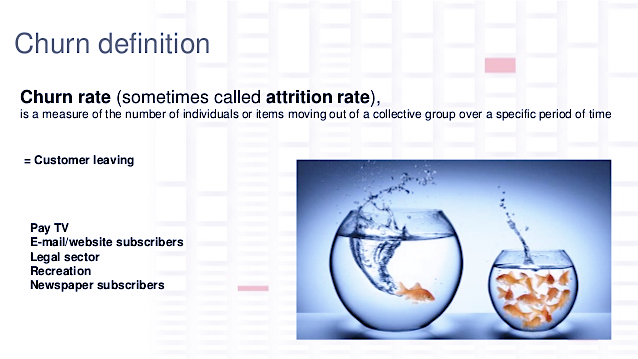 Churn definition
Churn rate (sometimes called attrition rate),
is a measure of the number of individuals or items moving out of a collective group over a specific period of time
= Customer leaving
Pay TV
E-mail/website subscribers
Legal sector
Recreation
Newspaper subscribers